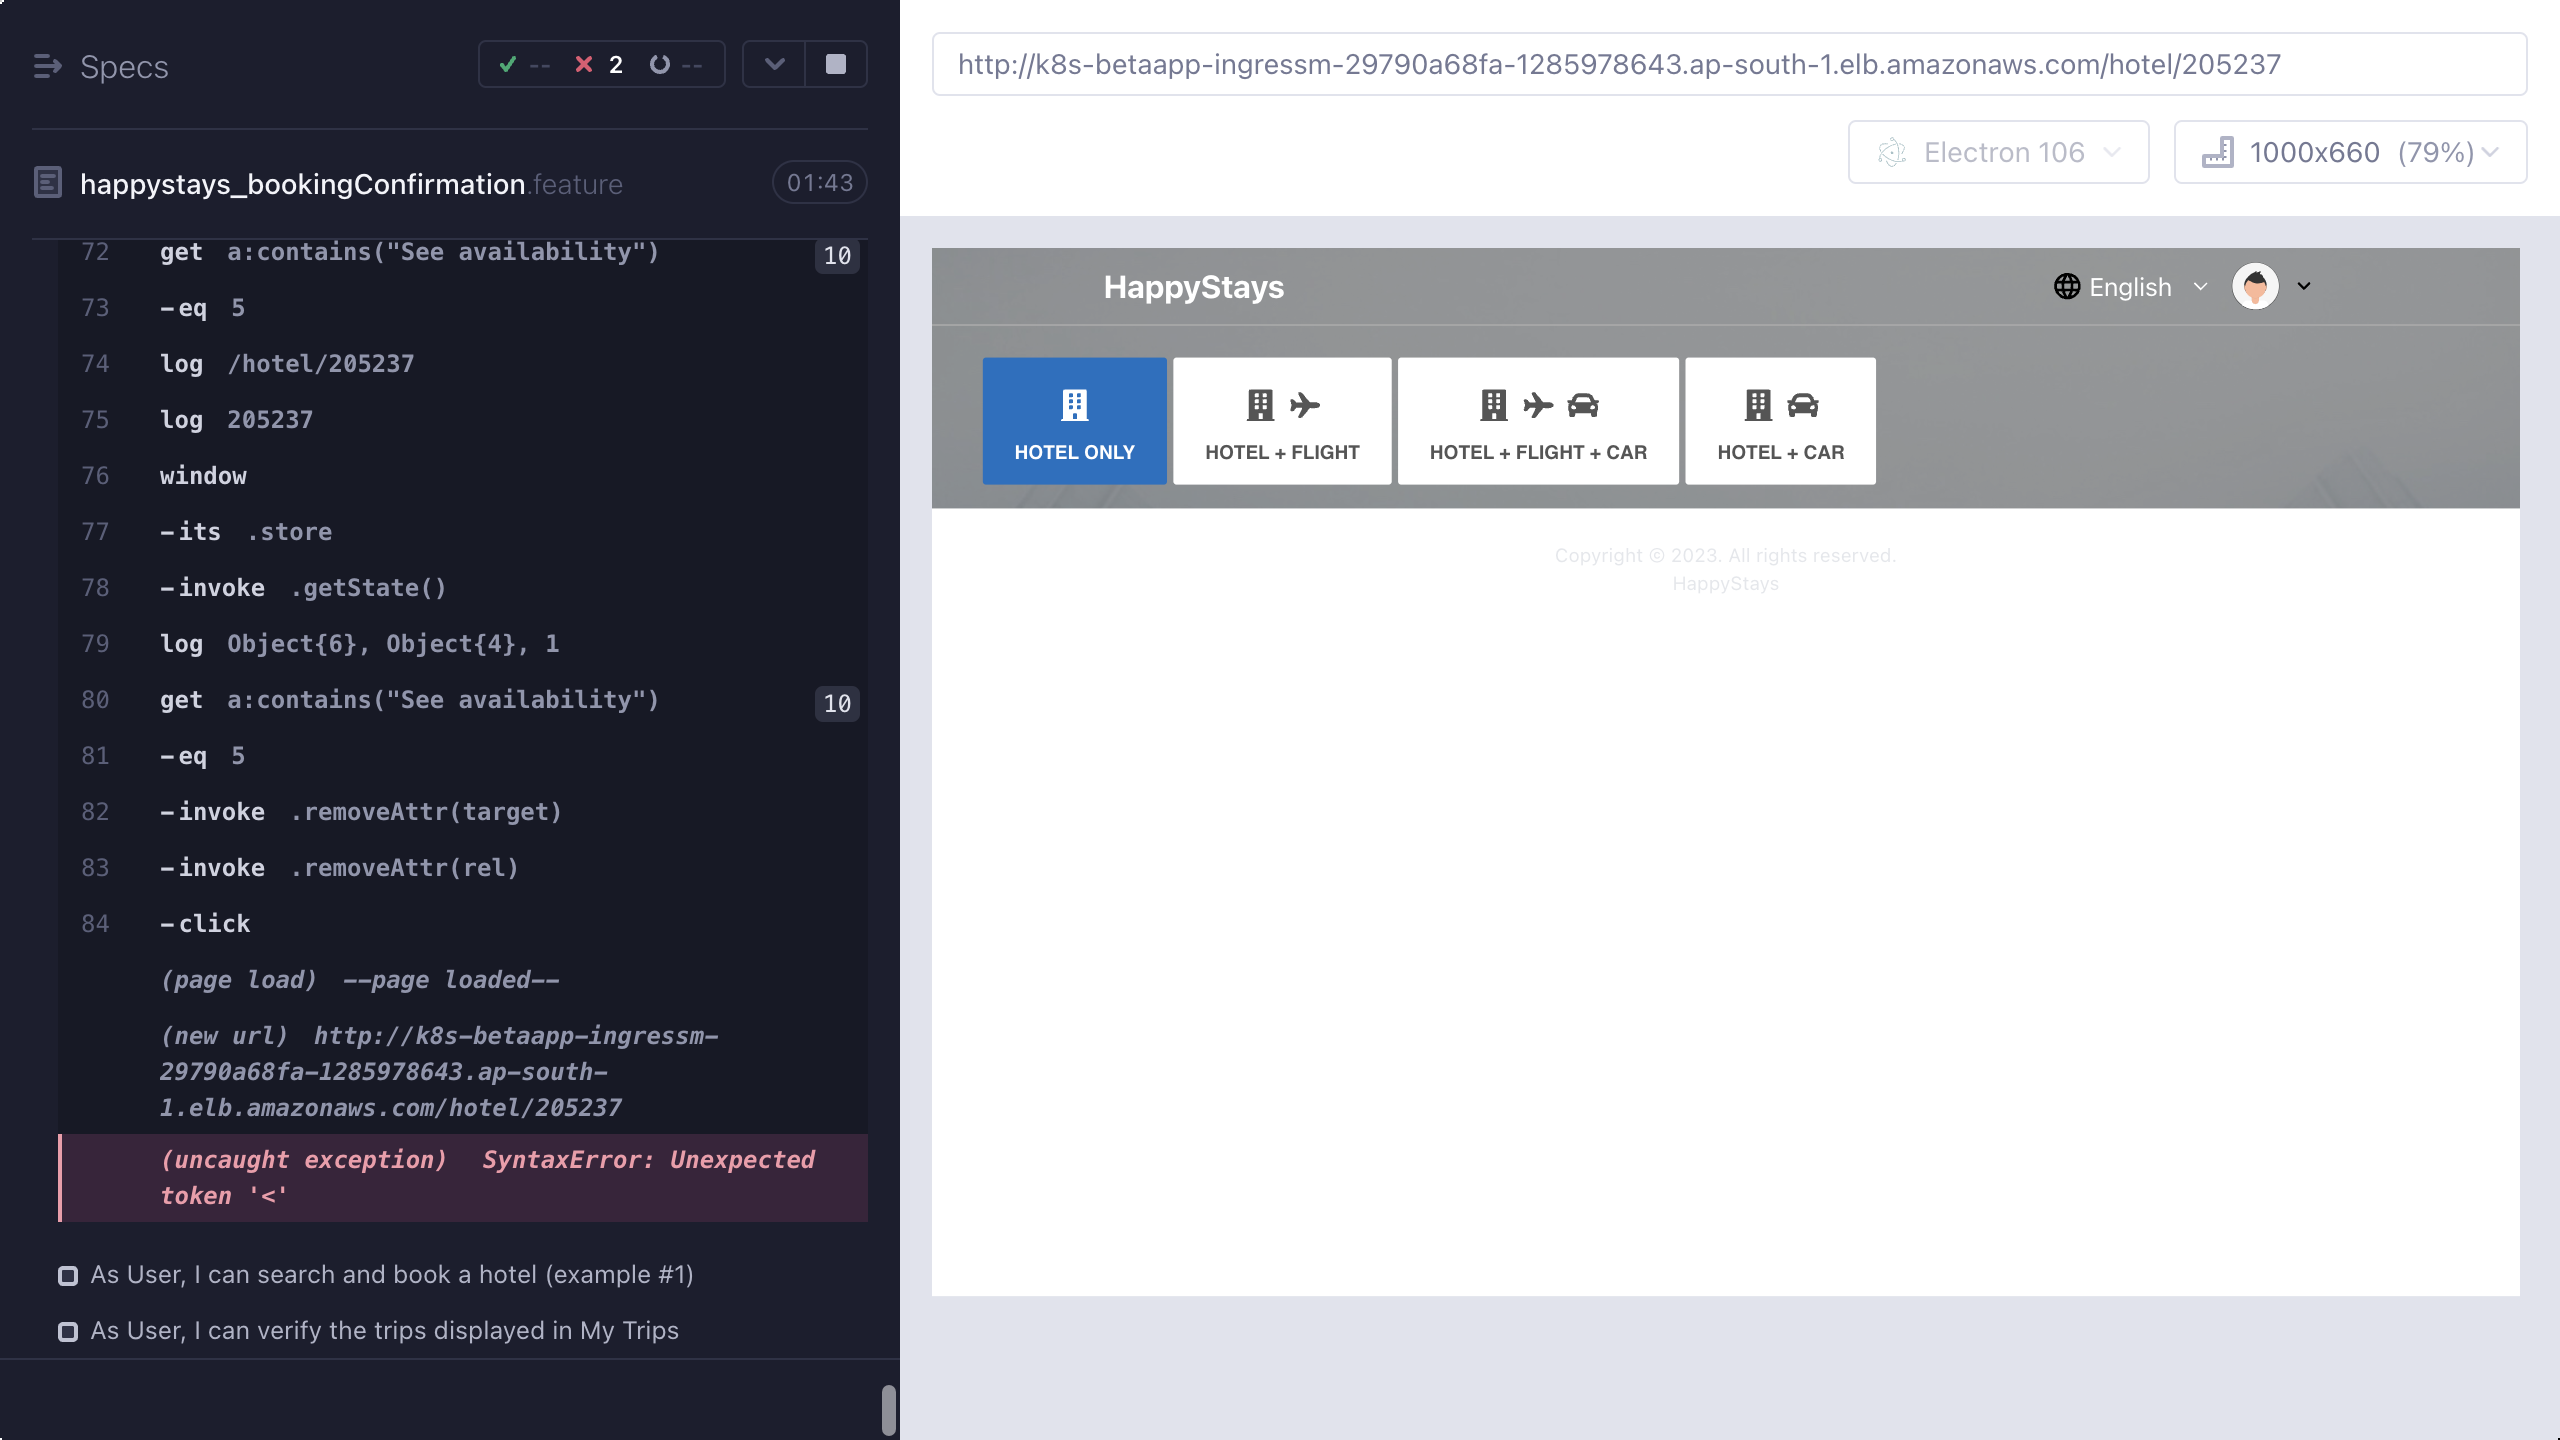 Specs
-- 2 --
happystays_bookingConfirmation.feature 01:43
72 get a:contains("See availability") 10
73 -eq 5
74 log /hotel/205237
75 log 205237
76 window
77 -its .store
78 -invoke .getState()
79 log Object{6}, Object{4}, 1
80 get a:contains("See availability") 10
81 -eq 5
82 -invoke .removeAttr(target)
83 -invoke .removeAttr(rel)
84 -click
(page load) --page loaded--
(new url) http://k8s-betaapp-ingressm-
29790a68fa-1285978643.ap-south-
1.elb.amazonaws.com/hotel/205237
(uncaught exception) SyntaxError: Unexpected
token '<'
As User, I can search and book a hotel (example #1)
As User, I can verify the trips displayed in My Trips
http://k8s-betaapp-ingressm-29790a68fa-1285978643.ap-south-1.elb.amazonaws.com/hotel/205237
Electron 106
1000x660 (79%)
HappyStays
English
HOTEL ONLY
HOTEL + FLIGHT
HOTEL + FLIGHT + CAR
HOTEL + CAR
Copyright © 2023. All rights reserved.
HappyStays